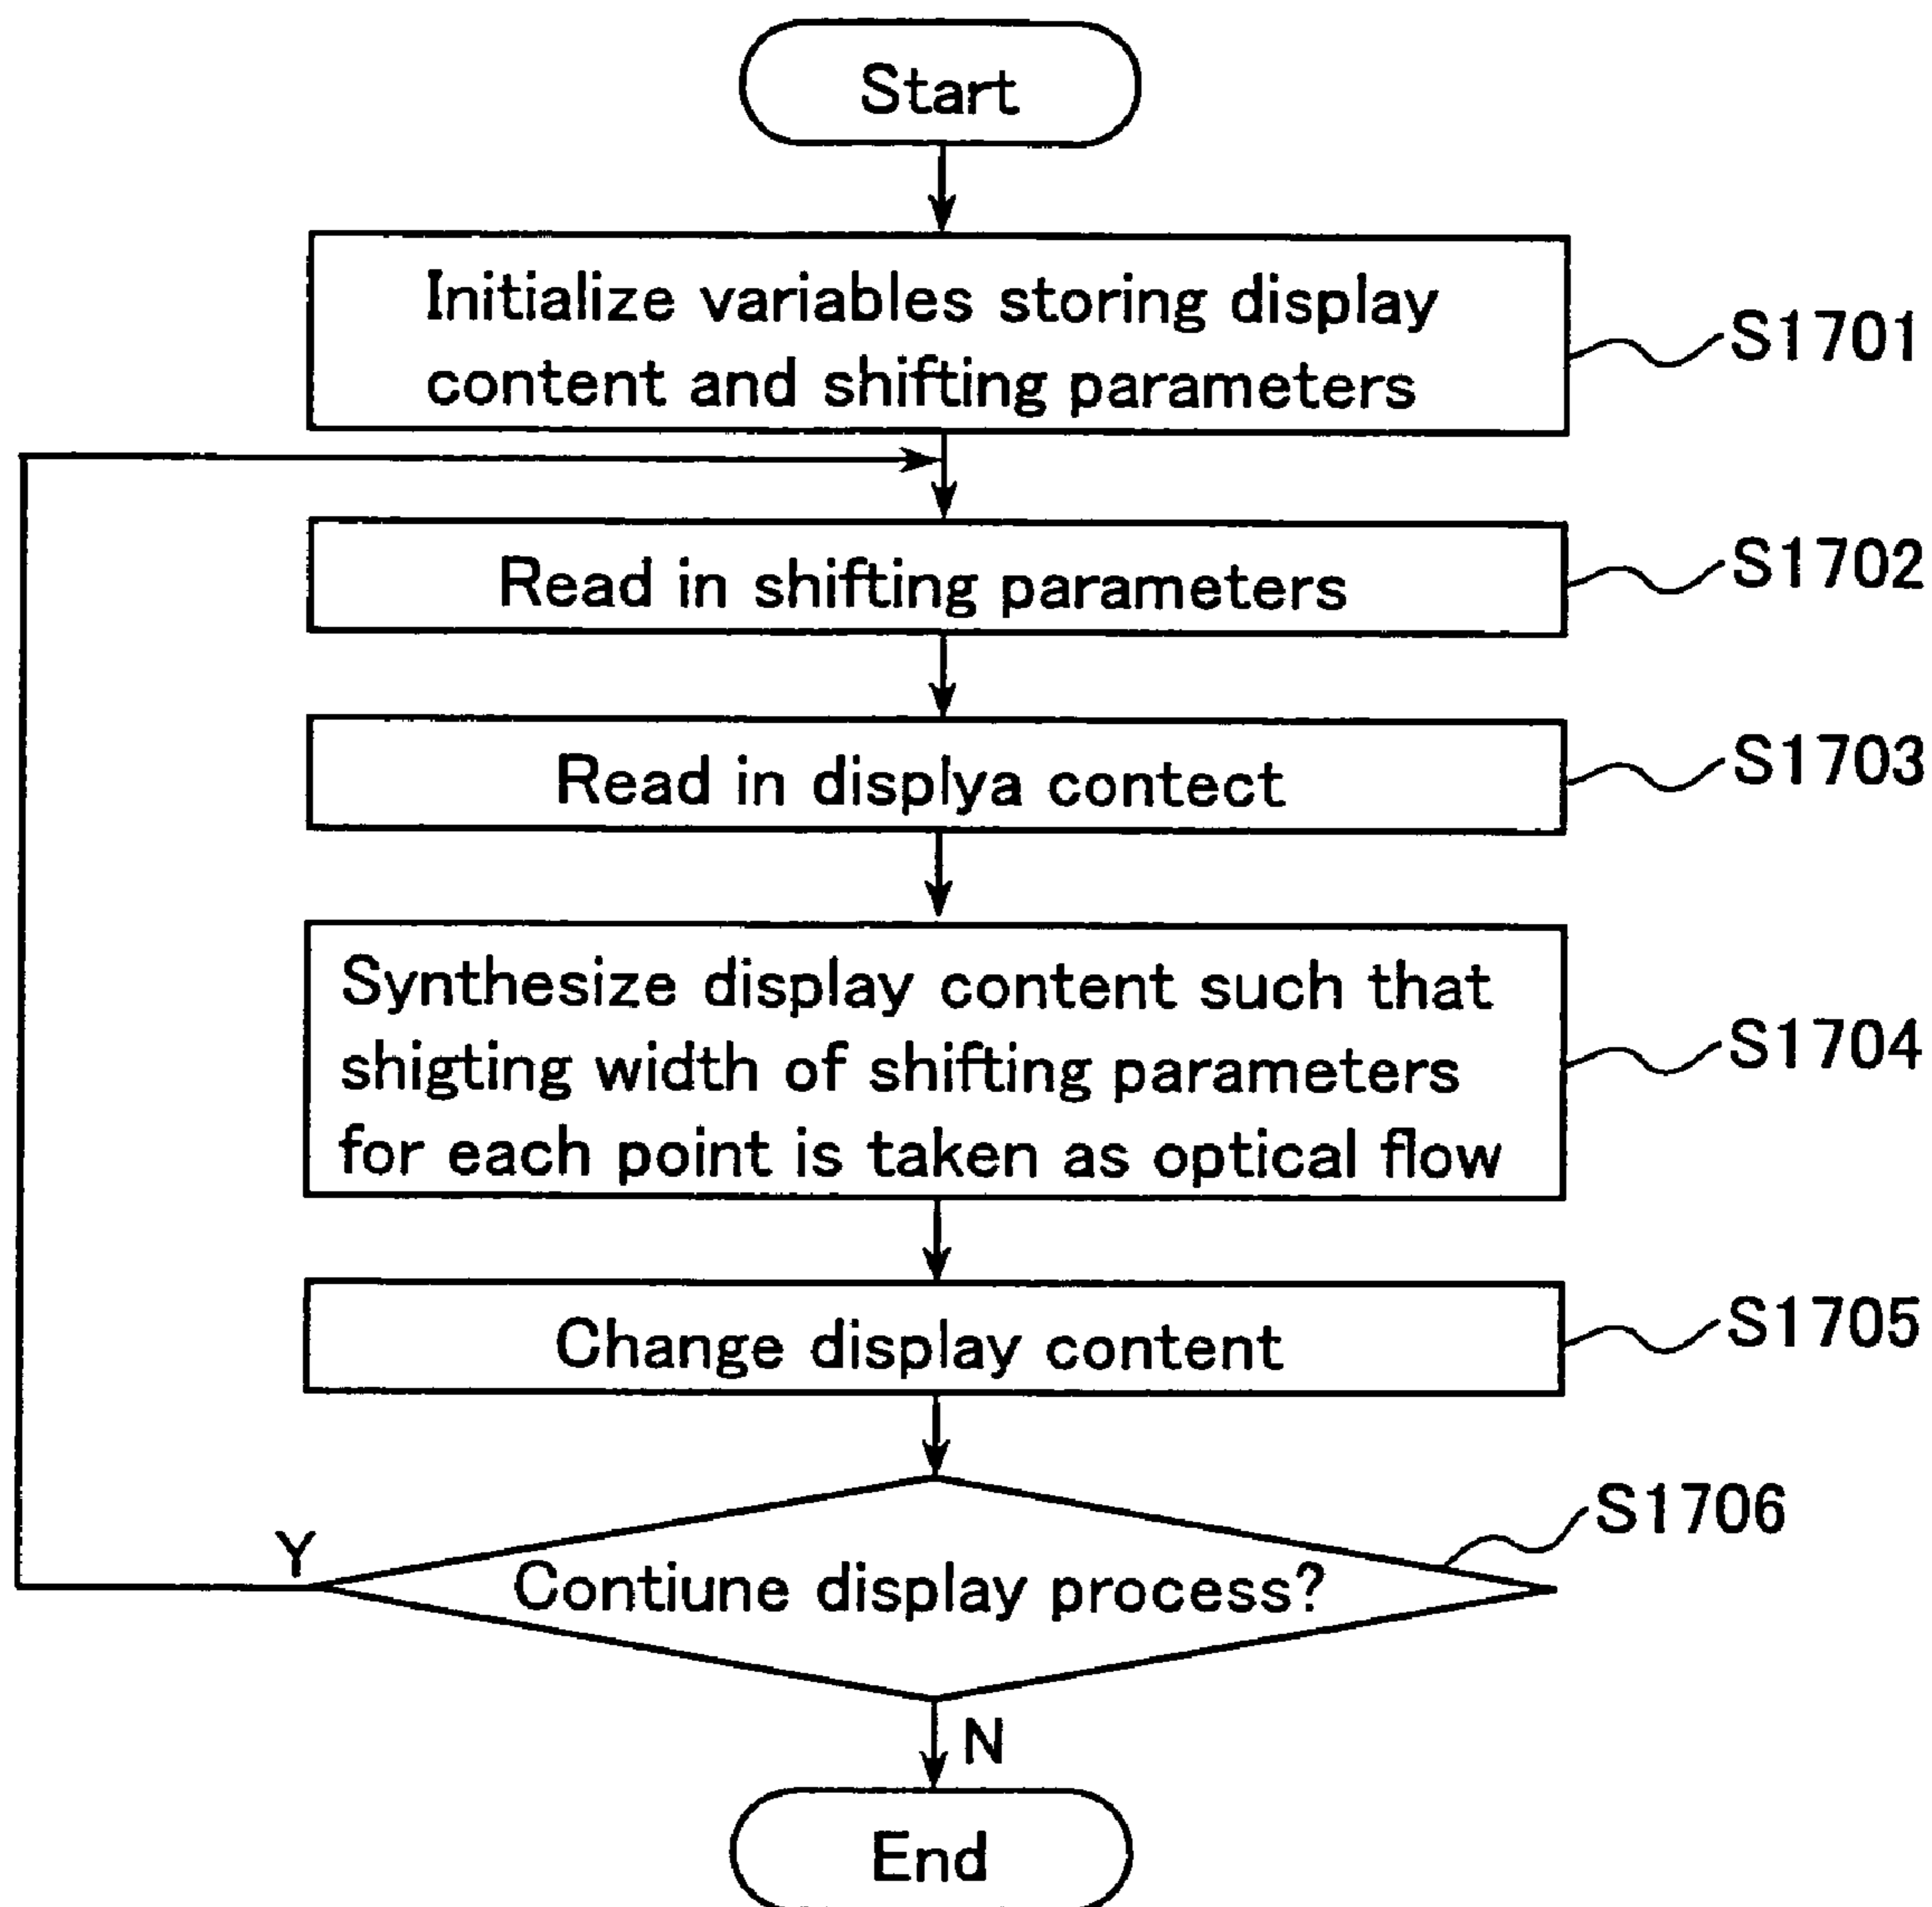 Start
Initialize variables storing display
content and shifting parameters
S1701
Read in shifting parameters
S1702
Read in displya contect
S1703
Synthesize display content such that
shigting width of shifting parameters
for each point is taken as optical flow
S1704
Change display content
S1705
S1706
Y
Contiune display process?
N
End